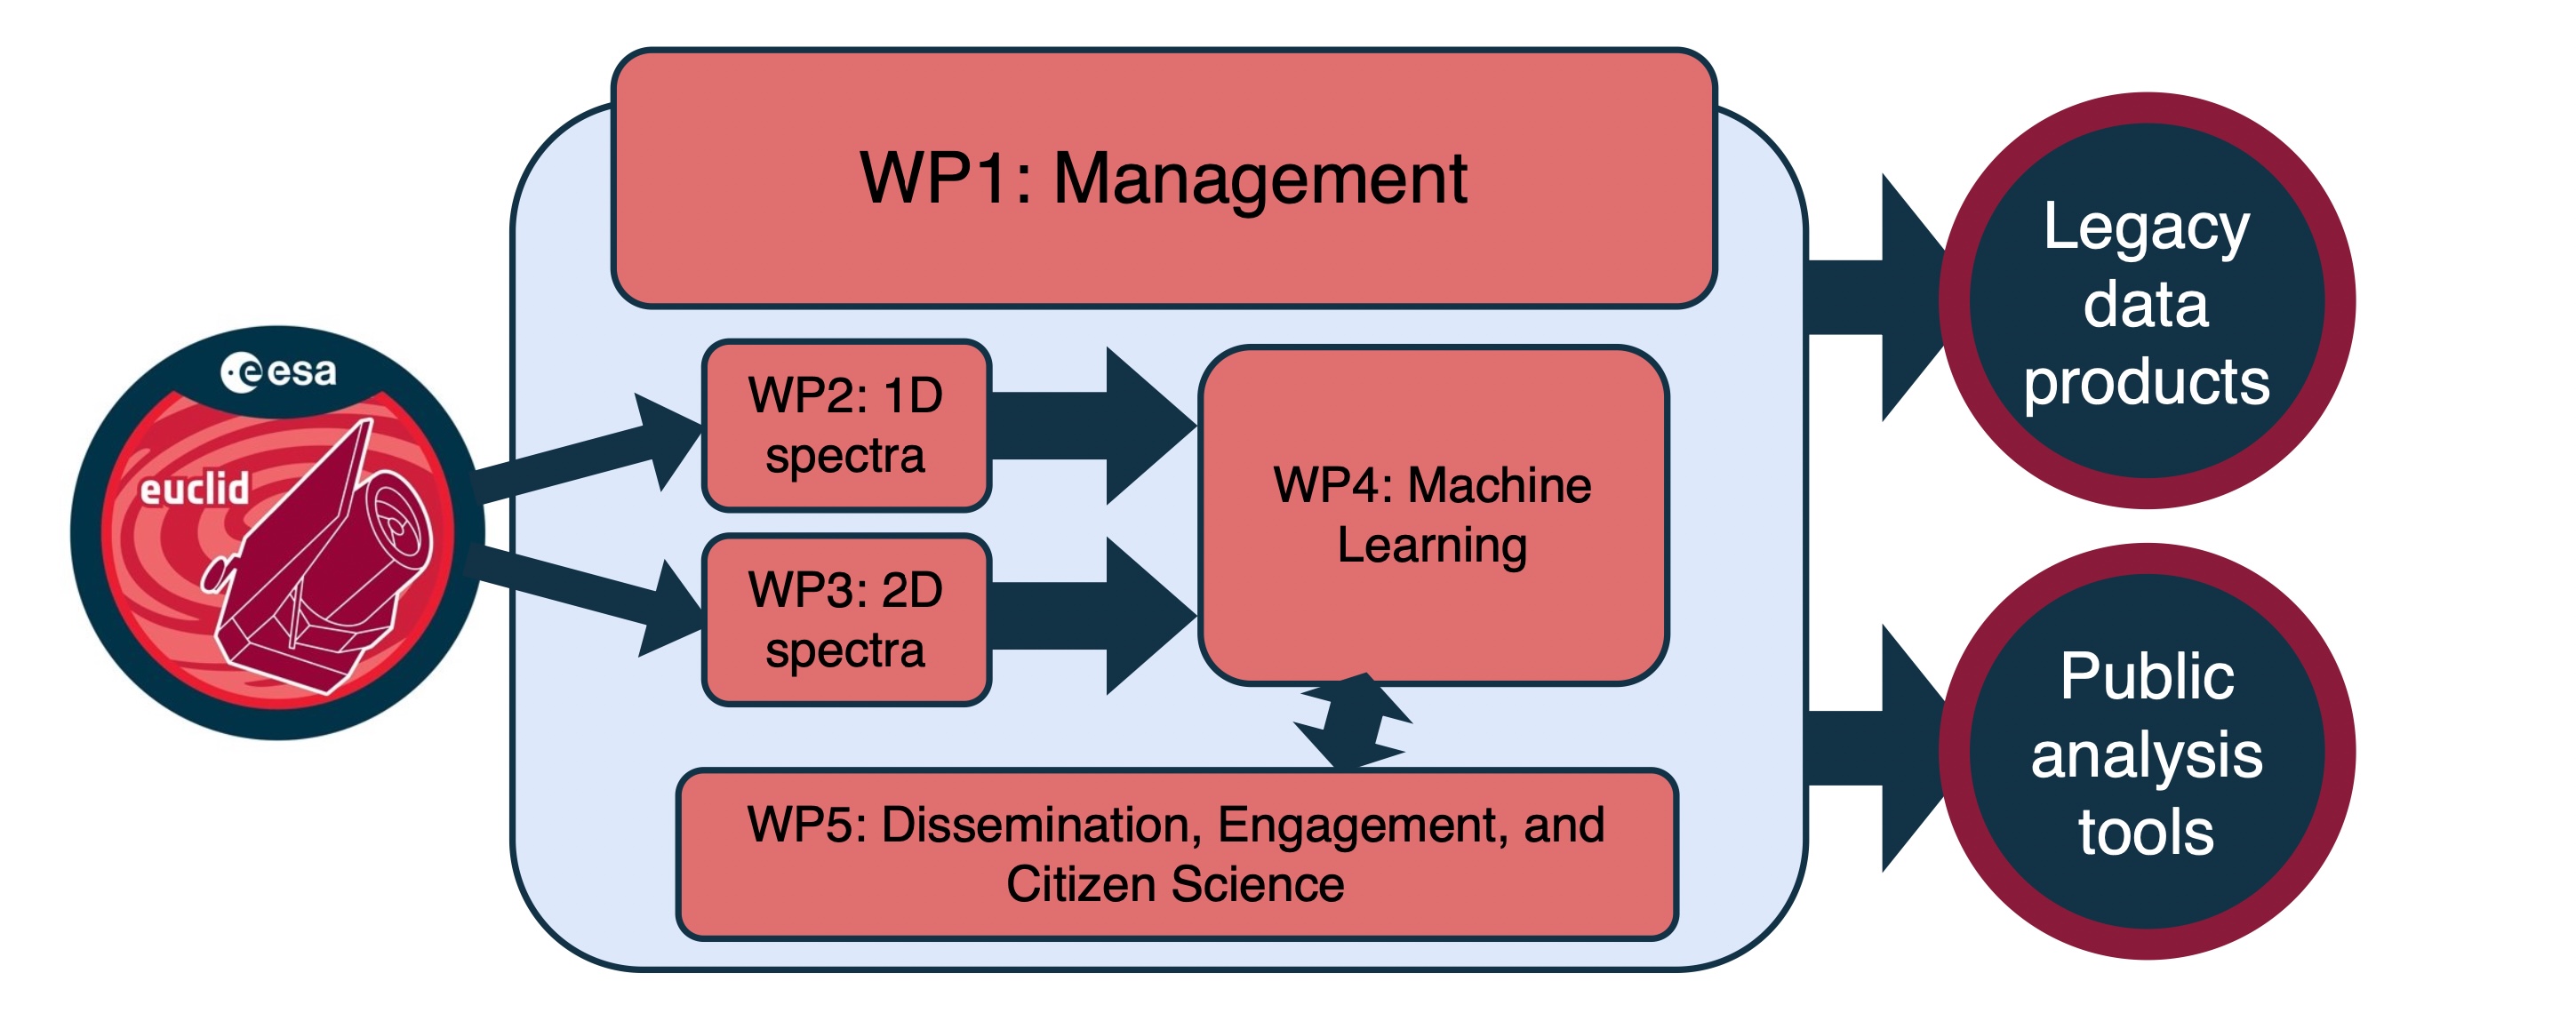 esa
euclid
WP1: Management
WP2: 1D
spectra
WP3: 2D
spectra
WP4: Machine
Learning
WP5: Dissemination, Engagement, and
Citizen Science
Legacy
data
products
Public
analysis
tools